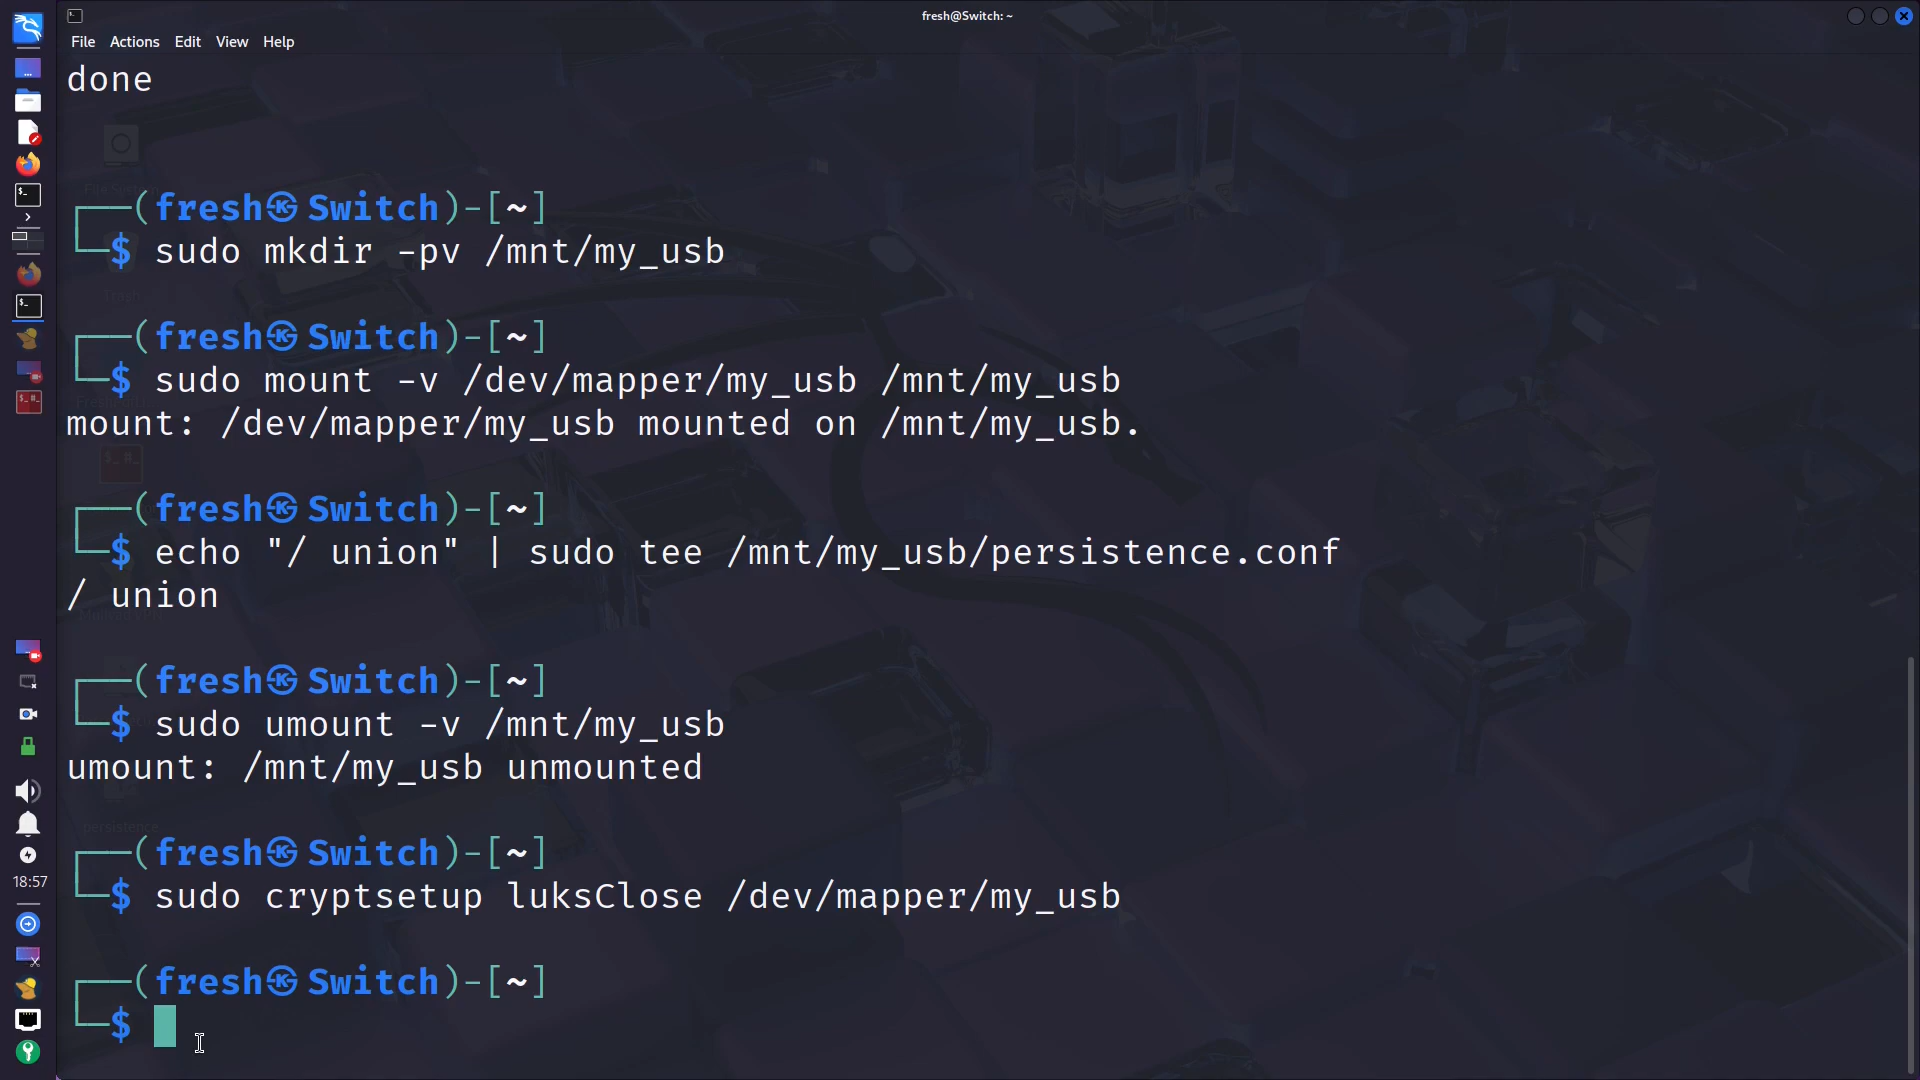 fresh@Switch: ~
File Actions Edit View Help
done
┌──(fresh㉿Switch)-[~]
└─$ sudo mkdir -pv /mnt/my_usb
┌──(fresh㉿Switch)-[~]
└─$ sudo mount -v /dev/mapper/my_usb /mnt/my_usb
mount: /dev/mapper/my_usb mounted on /mnt/my_usb.
┌──(fresh㉿Switch)-[~]
└─$ echo "/ union" | sudo tee /mnt/my_usb/persistence.conf
/ union
┌──(fresh㉿Switch)-[~]
└─$ sudo umount -v /mnt/my_usb
umount: /mnt/my_usb unmounted
┌──(fresh㉿Switch)-[~]
└─$ sudo cryptsetup luksClose /dev/mapper/my_usb
┌──(fresh㉿Switch)-[~]
└─$
Trash
persistence
18:57